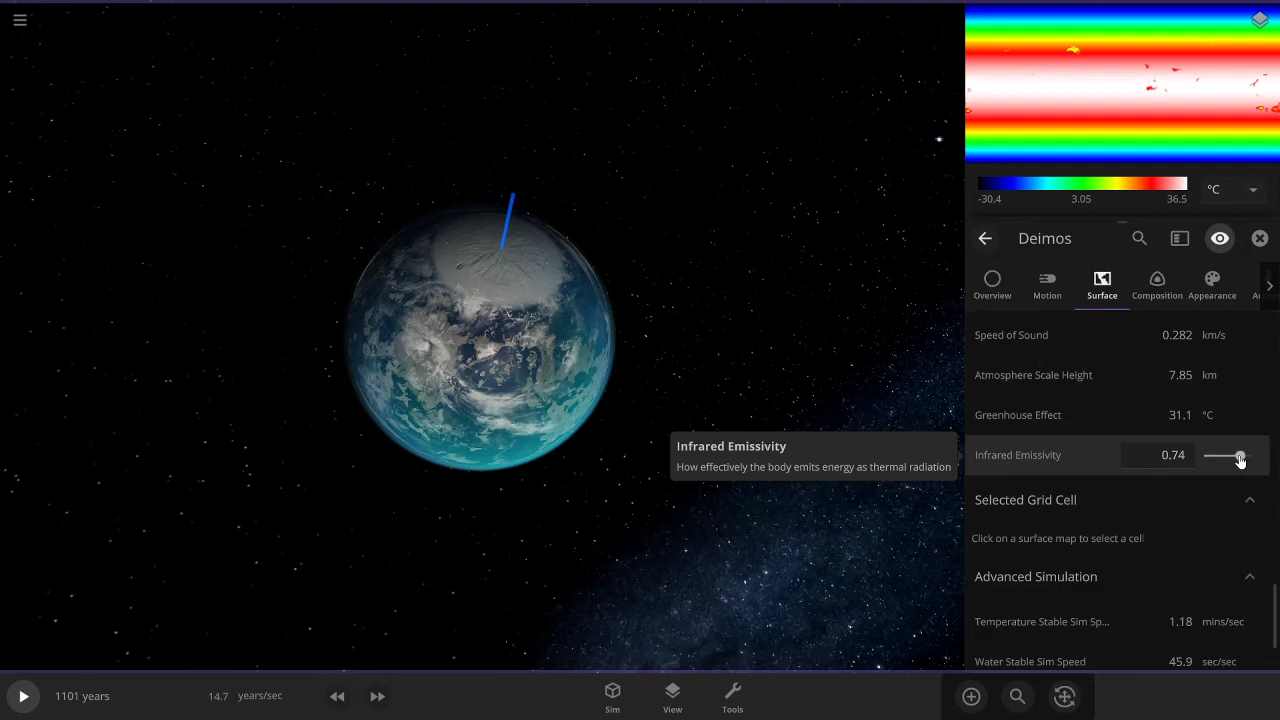 -30.4
3.05
36.5
°C
Deimos
Overview
Motion
Surface
Composition
Appearance
Speed of Sound 0.282 km/s
Atmosphere Scale Height 7.85 km
Greenhouse Effect 31.1 °C
Infrared Emissivity
How effectively the body emits energy as thermal radiation
Infrared Emissivity 0.74
Selected Grid Cell
Click on a surface map to select a cell
Advanced Simulation
Temperature Stable Sim Sp... 1.18 mins/sec
Water Stable Sim Speed 45.9 sec/sec
1101 years
14.7 years/sec
Sim
View
Tools